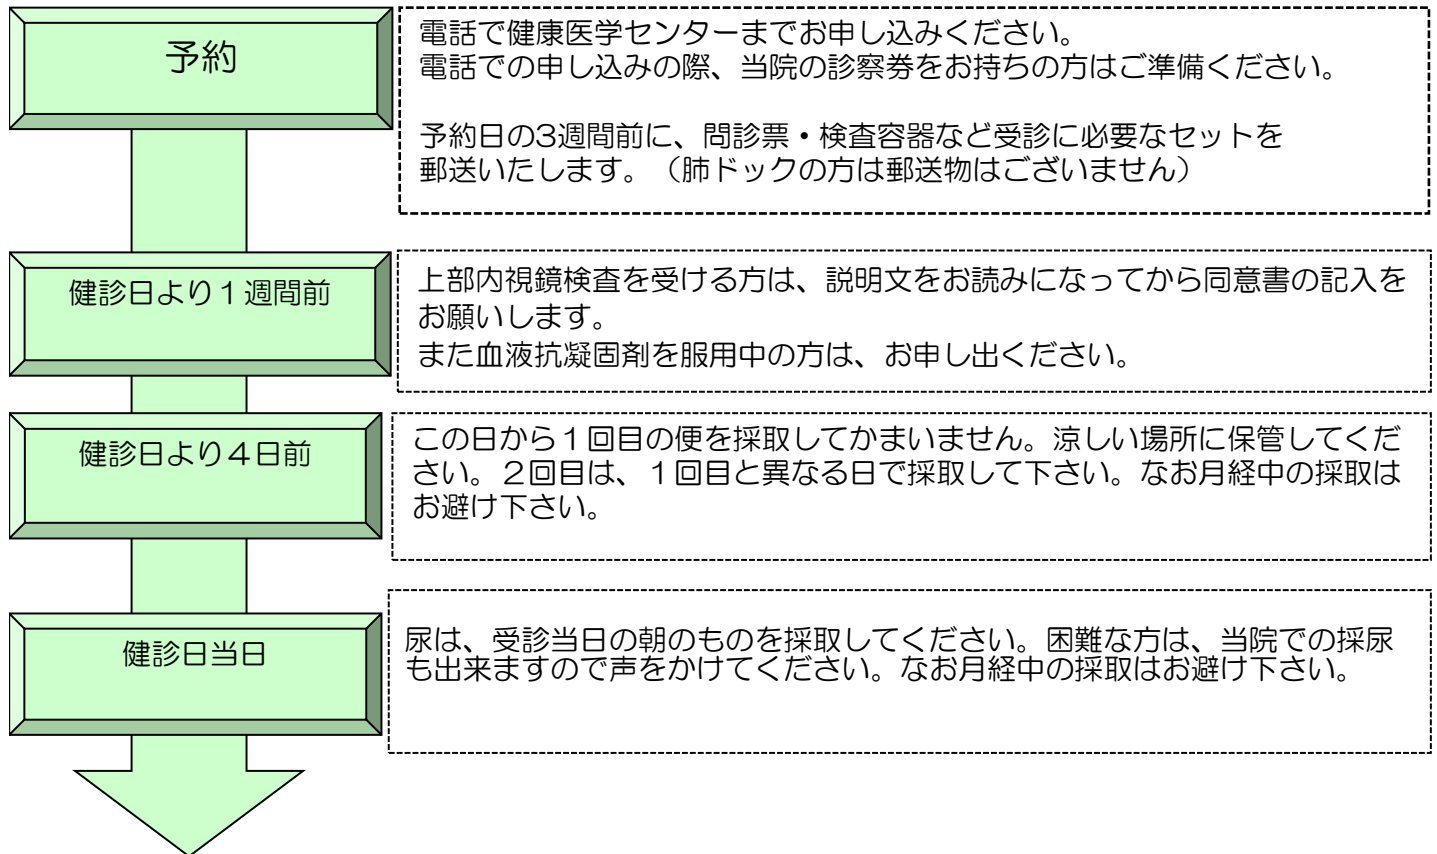 予約
電話で健康医学センターまでお申し込みください。
電話での申し込みの際、当院の診察券をお持ちの方はご準備ください。
予約日の3週間前に、問診票・検査容器など受診に必要なセットを
郵送いたします。（肺ドックの方は郵送物はございません）
健診日より１週間前
上部内視鏡検査を受ける方は、説明文をお読みになってから同意書の記入を
お願いします。
また血液抗凝固剤を服用中の方は、お申し出ください。
健診日より４日前
この日から１回目の便を採取してかまいません。涼しい場所に保管してくだ
さい。２回目は、１回目と異なる日で採取して下さい。なお月経中の採取は
お避け下さい。
健診日当日
尿は、受診当日の朝のものを採取してください。困難な方は、当院での採尿
も出来ますので声をかけてください。なお月経中の採取はお避け下さい。